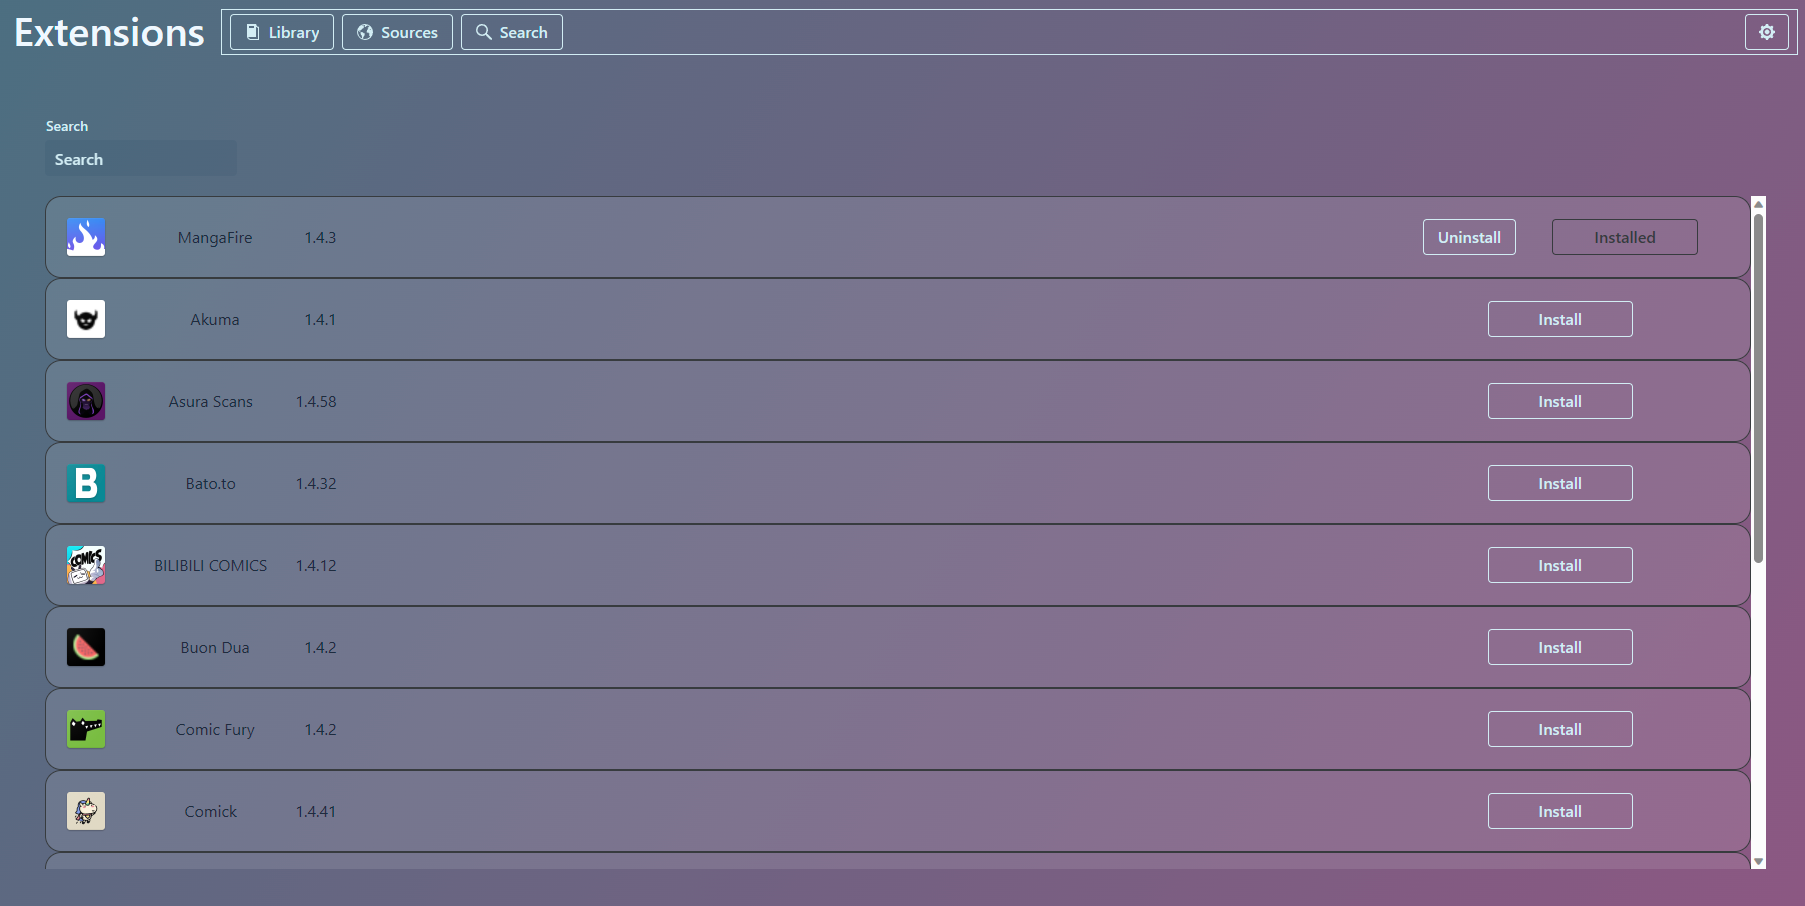 Extensions
Library
Sources
Search
Search
Search
MangaFire 1.4.3 Uninstall Installed
Akuma 1.4.1 Install
Asura Scans 1.4.58 Install
B
Bato.to 1.4.32 Install
COMICS
BILIBILI COMICS 1.4.12 Install
Buon Dua 1.4.2 Install
Comic Fury 1.4.2 Install
Comick 1.4.41 Install